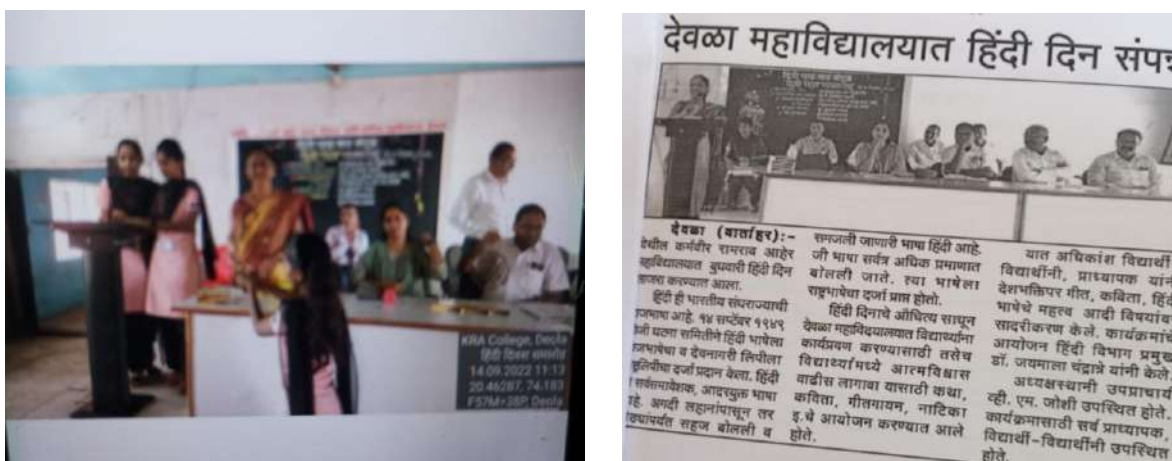 KRA College, Deola
हिंदी दिवस समारोह
14.09.2022 11:13
20.46287, 74.183
F57M+38P, Deola
देवळा महाविद्यालयात हिंदी दिन संपन्न
देवळा (वार्ताहर):-
येथील कर्मवीर रामराव आहेर
महाविद्यालयात बुधवारी हिंदी दिन
साजरा करण्यात आला.
हिंदी ही भारतीय संघराज्याची
राजभाषा आहे. १४ सप्टेंबर १९४९
रोजी घटना समितीने हिंदी भाषेला
राजभाषेचा व देवनागरी लिपीला
दर्जा प्रदान केला. हिंदी
सर्वसमावेशक, आदरयुक्त भाषा
आहे. अगदी लहानांपासून तर
सहज बोलली व
समजली जाणारी भाषा हिंदी आहे.
जी भाषा सर्वत्र अधिक प्रमाणात
बोलली जाते. त्या भाषेला
राष्ट्रभाषेचा दर्जा प्राप्त होतो.
हिंदी दिनाचे औचित्य साधून
देवळा महाविदयालयात विद्यार्थ्यांना
कार्यप्रवण करण्यासाठी तसेच
विद्यार्थ्यांमध्ये आत्मविश्वास
वाढीस लागावा यासाठी कथा,
कविता, गीतगायन, नाटिका
इ.चे आयोजन करण्यात आले
होते.
यात अधिकांश विद्यार्थी
विद्यार्थीनी, प्राध्यापक यांनी
देशभक्तिपर गीत, कविता, हिंदी
भाषेचे महत्व आदी विषयांवर
सादरीकरण केले. कार्यक्रमाचे
आयोजन हिंदी विभाग प्रमुख
डॉ. जयमाला चंद्रात्रे यांनी केले.
अध्यक्षस्थानी उपप्राचार्य
व्ही. एम. जोशी उपस्थित होते.
कार्यक्रमासाठी सर्व प्राध्यापक,
विद्यार्थी-विद्यार्थीनी उपस्थित
होते.